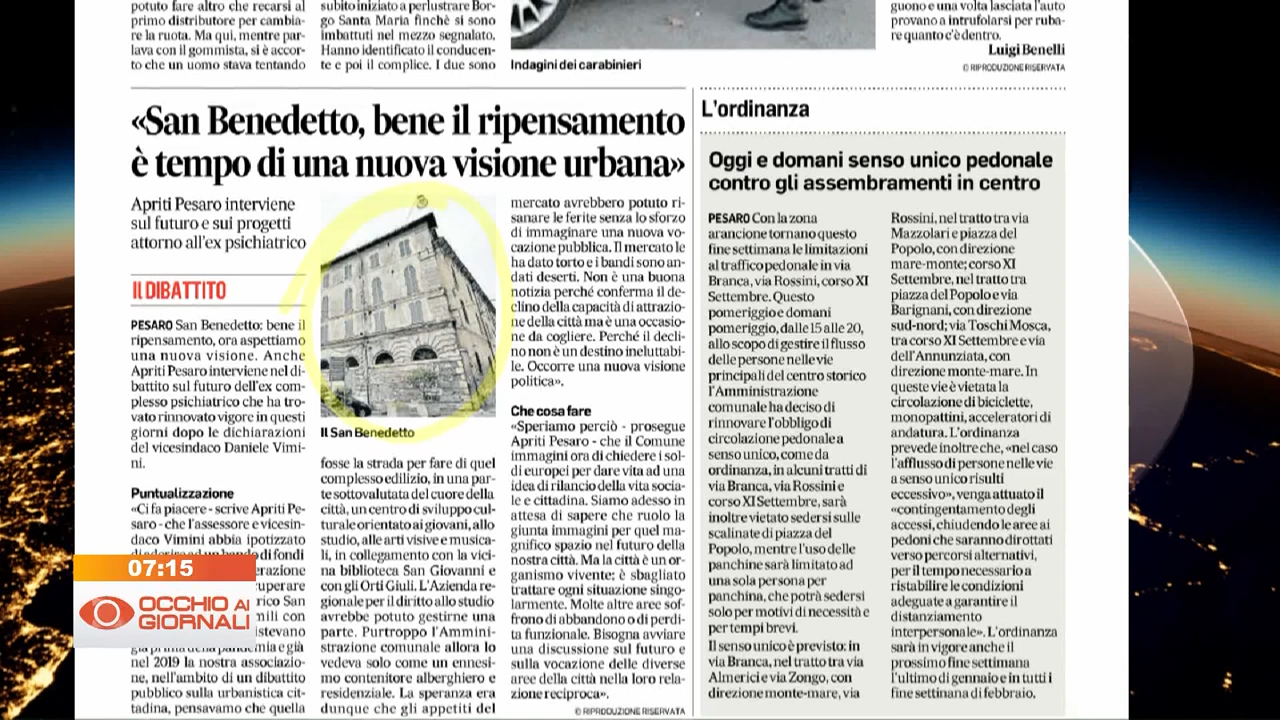 potuto fare altro che recarsi al
primo distributore per cambia-
re la ruota. Ma qui, mentre par-
lava con il gommista, si è accor-
to che un uomo stava tentando
subito iniziato a perlustrare Bor-
go Santa Maria finchè si sono
imbattuti nel mezzo segnalato.
Hanno identificato il conducen-
te e poi il complice. I due sono
Indagini dei carabinieri
guono e una volta lasciata l'auto
provano a intrufolarsi per ruba-
re quanto c'è dentro.
Luigi Benelli
© RIPRODUZIONE RISERVATA
«San Benedetto, bene il ripensamento
è tempo di una nuova visione urbana»
Apriti Pesaro interviene
sul futuro e sui progetti
attorno all'ex psichiatrico
IL DIBATTITO
PESARO San Benedetto: bene il
ripensamento, ora aspettiamo
una nuova visione. Anche
Apriti Pesaro interviene nel di-
battito sul futuro dell'ex com-
plesso psichiatrico che ha tro-
vato rinnovato vigore in questi
giorni dopo le dichiarazioni
del vicesindaco Daniele Vimi-
ni.
Puntualizzazione
«Ci fa piacere - scrive Apriti Pe-
saro - che l'assessore e vicesin-
daco Vimini abbia ipotizzato
di fondi
erazione
cuperare
rico San
mili con
istevano
già prima della pandemia e già
nel 2019 la nostra associazio-
ne, nell'ambito di un dibattito
pubblico sulla urbanistica cit-
tadina, pensavamo che quella
Il San Benedetto
fosse la strada per fare di quel
complesso edilizio, in una par-
te sottovalutata del cuore della
città, un centro di sviluppo cul-
turale orientato ai giovani, allo
studio, alle arti visive e musica-
li, in collegamento con la vici-
na biblioteca San Giovanni e
con gli Orti Giuli. L'Azienda re-
gionale per il diritto allo studio
avrebbe potuto gestirne una
parte. Purtroppo l'Ammini-
strazione comunale allora lo
vedeva solo come un ennesi-
mo contenitore alberghiero e
residenziale. La speranza era
dunque che gli appetiti del
mercato avrebbero potuto ri-
sanare le ferite senza lo sforzo
di immaginare una nuova vo-
cazione pubblica. Il mercato le
ha dato torto e i bandi sono an-
dati deserti. Non è una buona
notizia perché conferma il de-
clino della capacità di attrazio-
ne della città ma è una occasio-
ne da cogliere. Perché il decli-
no non è un destino ineluttabi-
le. Occorre una nuova visione
politica».
Che cosa fare
«Speriamo perciò - prosegue
Apriti Pesaro - che il Comune
immagini ora di chiedere i sol-
di europei per dare vita ad una
idea di rilancio della vita socia-
le e cittadina. Siamo adesso in
attesa di sapere che ruolo la
giunta immagini per quel ma-
gnifico spazio nel futuro della
nostra città. Ma la città è un or-
ganismo vivente: è sbagliato
trattare ogni situazione singo-
larmente. Molte altre aree sof-
frono di abbandono o di perdi-
ta funzionale. Bisogna avviare
una discussione sul futuro e
sulla vocazione delle diverse
aree della città nella loro rela-
zione reciproca».
© RIPRODUZIONE RISERVATA
L'ordinanza
Oggi e domani senso unico pedonale
contro gli assembramenti in centro
PESARO Con la zona
arancione tornano questo
fine settimana le limitazioni
al traffico pedonale in via
Branca, via Rossini, corso XI
Settembre. Questo
pomeriggio e domani
pomeriggio, dalle 15 alle 20,
allo scopo di gestire il flusso
delle persone nelle vie
principali del centro storico
l'Amministrazione
comunale ha deciso di
rinnovare l'obbligo di
circolazione pedonale a
senso unico, come da
ordinanza, in alcuni tratti di
via Branca, via Rossini e
corso XI Settembre, sarà
inoltre vietato sedersi sulle
scalinate di piazza del
Popolo, mentre l'uso delle
panchine sarà limitato ad
una sola persona per
panchina, che potrà sedersi
solo per motivi di necessità e
per tempi brevi.
Il senso unico è previsto: in
via Branca, nel tratto tra via
Almerici e via Zongo, con
direzione monte-mare, via
Rossini, nel tratto tra via
Mazzolari e piazza del
Popolo, con direzione
mare-monte; corso XI
Settembre, nel tratto tra
piazza del Popolo e via
Barignani, con direzione
sud-nord; via Toschi Mosca,
tra corso XI Settembre e via
dell'Annunziata, con
direzione monte-mare. In
queste vie è vietata la
circolazione di biciclette,
monopattini, acceleratori di
andatura. L'ordinanza
prevede inoltre che, «nel caso
l'afflusso di persone nelle vie
a senso unico risulti
eccessivo», venga attuato il
«contingentamento degli
accessi, chiudendo le aree ai
pedoni che saranno dirottati
verso percorsi alternativi,
per il tempo necessario a
ristabilire le condizioni
adeguate a garantire il
distanziamento
interpersonale». L'ordinanza
sarà in vigore anche il
prossimo fine settimana
l'ultimo di gennaio e in tutti i
fine settimana di febbraio.
07:15
OCCHIO AI
GIORNALI